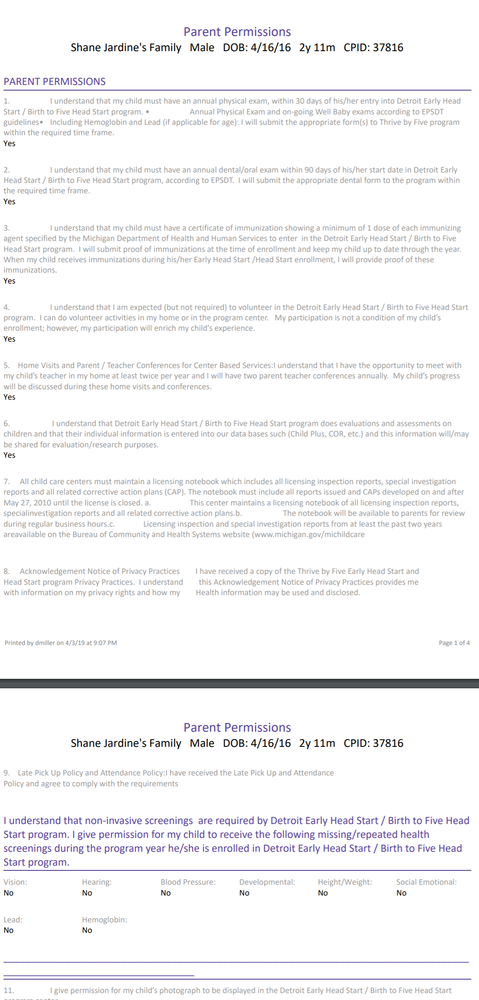 Parent Permissions
Shane Jardine's Family Male DOB: 4/16/16 2y 11m CPID: 37816
PARENT PERMISSIONS
1. I understand that my child must have an annual physical exam, within 30 days of his/her entry into Detroit Early Head
Start / Birth to Five Head Start program. • Annual Physical Exam and on-going Well Baby exams according to EPSDT
guidelines• Including Hemoglobin and Lead (if applicable for age): I will submit the appropriate form(s) to Thrive by Five program
within the required time frame.
Yes
2. I understand that my child must have an annual dental/oral exam within 90 days of his/her start date in Detroit Early
Head Start / Birth to Five Head Start program, according to EPSDT. I will submit the appropriate dental form to the program within
the required time frame.
Yes
3. I understand that my child must have a certificate of immunization showing a minimum of 1 dose of each immunizing
agent specified by the Michigan Department of Health and Human Services to enter in the Detroit Early Head Start / Birth to Five
Head Start program. I will submit proof of immunizations at the time of enrollment and keep my child up to date through the year.
When my child receives immunizations during his/her Early Head Start /Head Start enrollment, I will provide proof of these
immunizations.
Yes
4. I understand that I am expected (but not required) to volunteer in the Detroit Early Head Start / Birth to Five Head Start
program. I can do volunteer activities in my home or in the program center. My participation is not a condition of my child’s
enrollment; however, my participation will enrich my child’s experience.
Yes
5. Home Visits and Parent / Teacher Conferences for Center Based Services:I understand that I have the opportunity to meet with
my child’s teacher in my home at least twice per year and I will have two parent teacher conferences annually. My child’s progress
will be discussed during these home visits and conferences.
Yes
6. I understand that Detroit Early Head Start / Birth to Five Head Start program does evaluations and assessments on
children and that their individual information is entered into our data bases such (Child Plus, COR, etc.) and this information will/may
be shared for evaluation/research purposes.
Yes
7. All child care centers must maintain a licensing notebook which includes all licensing inspection reports, special investigation
reports and all related corrective action plans (CAP). The notebook must include all reports issued and CAPs developed on and after
May 27, 2010 until the license is closed. a. This center maintains a licensing notebook of all licensing inspection reports,
specialinvestigation reports and all related corrective action plans.b. The notebook will be available to parents for review
during regular business hours.c. Licensing inspection and special investigation reports from at least the past two years
areavailable on the Bureau of Community and Health Systems website (www.michigan.gov/michildcare
8. Acknowledgement Notice of Privacy Practices I have received a copy of the Thrive by Five Early Head Start and
Head Start program Privacy Practices. I understand this Acknowledgement Notice of Privacy Practices provides me
with information on my privacy rights and how my Health information may be used and disclosed.
Printed by dmiller on 4/3/19 at 9:07 PM Page 1 of 4
Parent Permissions
Shane Jardine's Family Male DOB: 4/16/16 2y 11m CPID: 37816
9. Late Pick Up Policy and Attendance Policy:I have received the Late Pick Up and Attendance
Policy and agree to comply with the requirements
I understand that non-invasive screenings are required by Detroit Early Head Start / Birth to Five Head
Start program. I give permission for my child to receive the following missing/repeated health
screenings during the program year he/she is enrolled in Detroit Early Head Start / Birth to Five Head
Start program.
Vision: Hearing: Blood Pressure: Developmental: Height/Weight: Social Emotional:
No No No No No No
Lead: Hemoglobin:
No No
11. I give permission for my child’s photograph to be displayed in the Detroit Early Head Start / Birth to Five Head Start